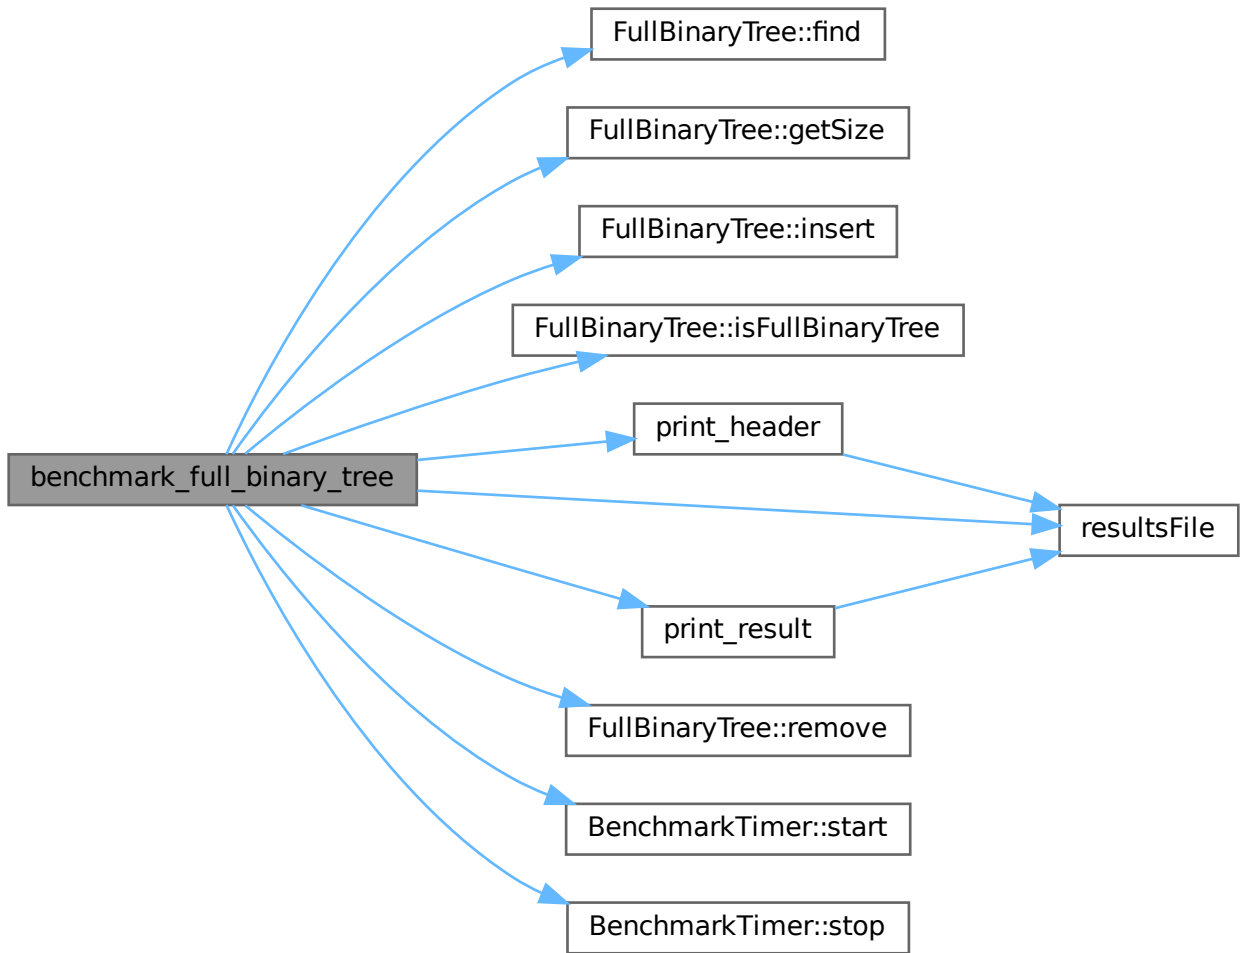 FullBinaryTree::find
FullBinaryTree::getSize
FullBinaryTree::insert
FullBinaryTree::isFullBinaryTree
print_header
benchmark_full_binary_tree
resultsFile
print_result
FullBinaryTree::remove
BenchmarkTimer::start
BenchmarkTimer::stop